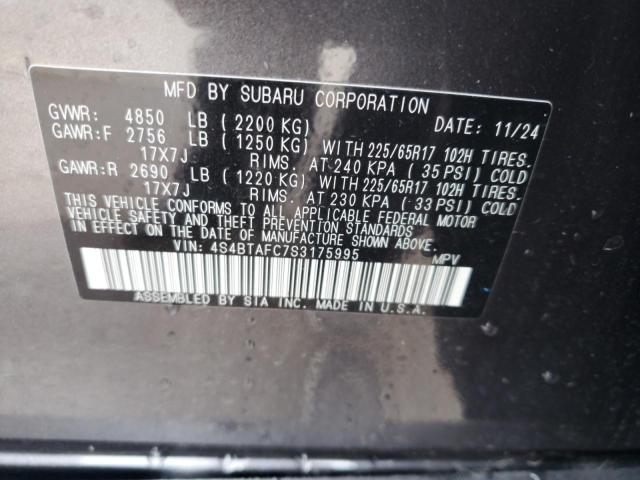 MFD BY SUBARU CORPORATION
GVWR: 4850 LB (2200 KG) DATE: 11/24
GAWR:F 2756 LB (1250 KG) WITH 225/65R17 102H TIRES.
17X7J RIMS. AT 240 KPA (35 PSI) COLD
GAWR:R 2690 LB (1220 KG) WITH 225/65R17 102H TIRES.
17X7J RIMS. AT 230 KPA (33 PSI) COLD
THIS VEHICLE CONFORMS TO ALL APPLICABLE FEDERAL MOTOR
VEHICLE SAFETY AND THEFT PREVENTION STANDARDS
IN EFFECT ON THE DATE OF MANUFACTURE SHOWN ABOVE.
VIN: 4S4BTAFC7S3175995 MPV
ASSEMBLED BY SIA INC. MADE IN U.S.A.